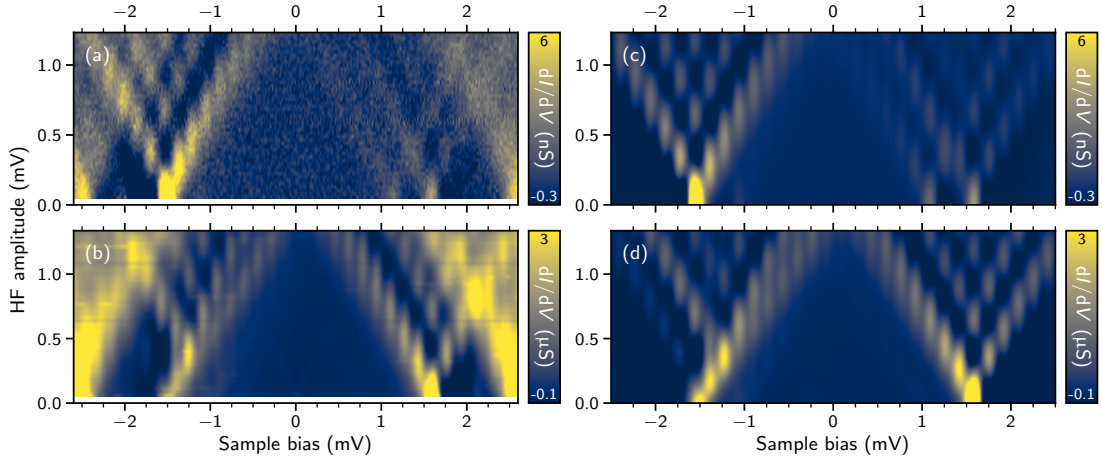 −2 −1 0 1 2
−2 −1 0 1 2
(a)
1.0
0.5
0.0
6
dI/dV (nS)
-0.3
(c)
6
dI/dV (nS)
-0.3
HF amplitude (mV)
(b)
1.0
0.5
0.0
3
dI/dV (μS)
-0.1
(d)
1.0
0.5
0.0
3
dI/dV (μS)
-0.1
1.0
0.5
0.0
−2 −1 0 1 2
Sample bias (mV)
−2 −1 0 1 2
Sample bias (mV)